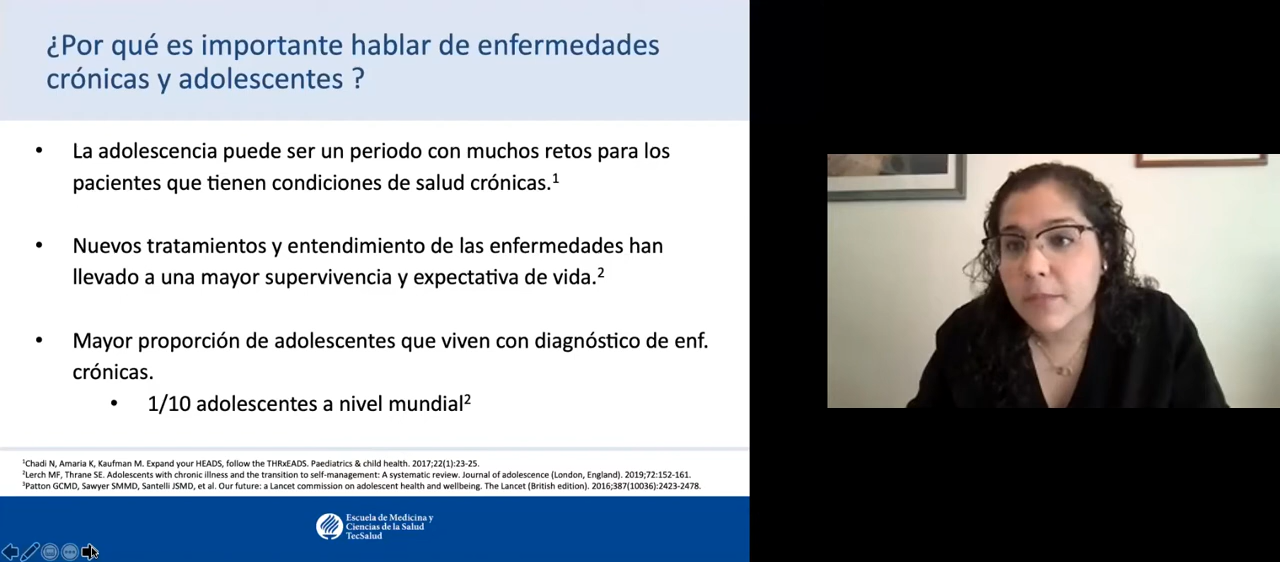 ¿Por qué es importante hablar de enfermedades
crónicas y adolescentes ?
• La adolescencia puede ser un periodo con muchos retos para los
pacientes que tienen condiciones de salud crónicas.¹
• Nuevos tratamientos y entendimiento de las enfermedades han
llevado a una mayor supervivencia y expectativa de vida.²
• Mayor proporción de adolescentes que viven con diagnóstico de enf.
crónicas.
• 1/10 adolescentes a nivel mundial²
¹Chadi N, Amaria K, Kaufman M. Expand your HEADS, follow the THRxEADS. Paediatrics & child health. 2017;22(1):23-25.
²Lerch MF, Thrane SE. Adolescents with chronic illness and the transition to self-management: A systematic review. Journal of adolescence (London, England). 2019;72:152-161.
³Patton GCMD, Sawyer SMMD, Santelli JSMD, et al. Our future: a Lancet commission on adolescent health and wellbeing. The Lancet (British edition). 2016;387(10036):2423-2478.
Escuela de Medicina y
Ciencias de la Salud
TecSalud